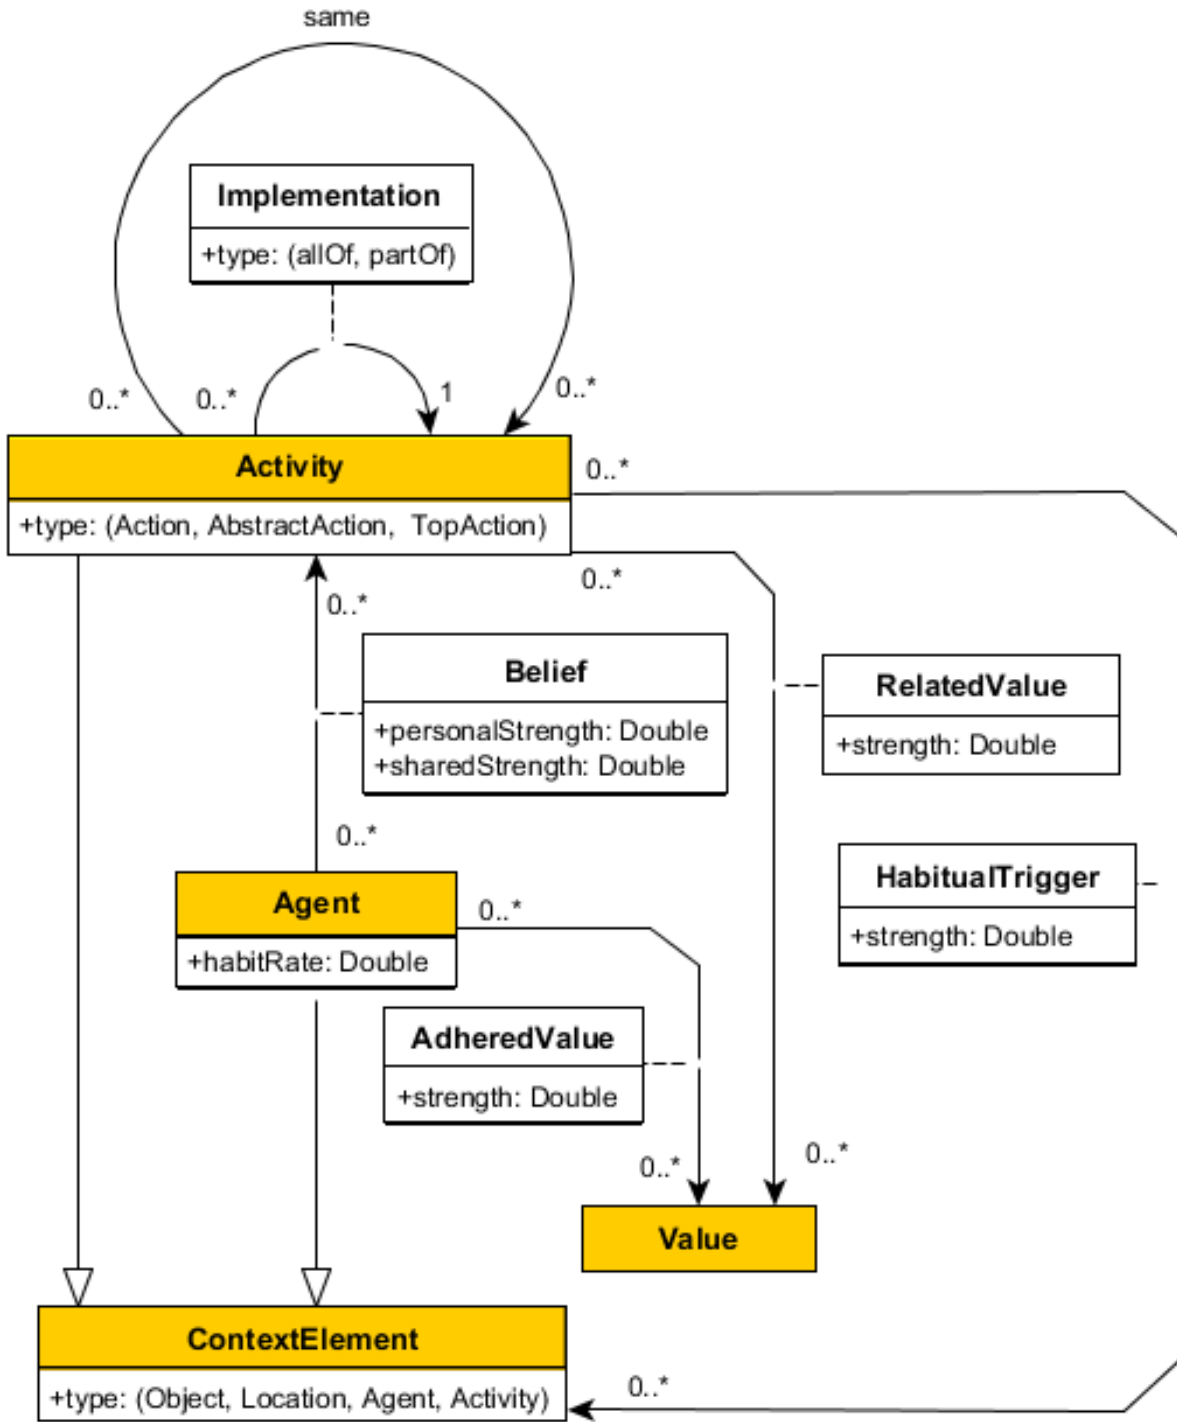 same
Implementation
+type: (allOf, partOf)
0..*
0..*
1
0..*
Activity
+type: (Action, AbstractAction, TopAction)
0..*
0..*
0..*
Belief
+personalStrength: Double
+sharedStrength: Double
RelatedValue
+strength: Double
0..*
HabitualTrigger
+strength: Double
Agent
+habitRate: Double
0..*
AdheredValue
+strength: Double
0..*
0..*
Value
ContextElement
+type: (Object, Location, Agent, Activity)
0..*